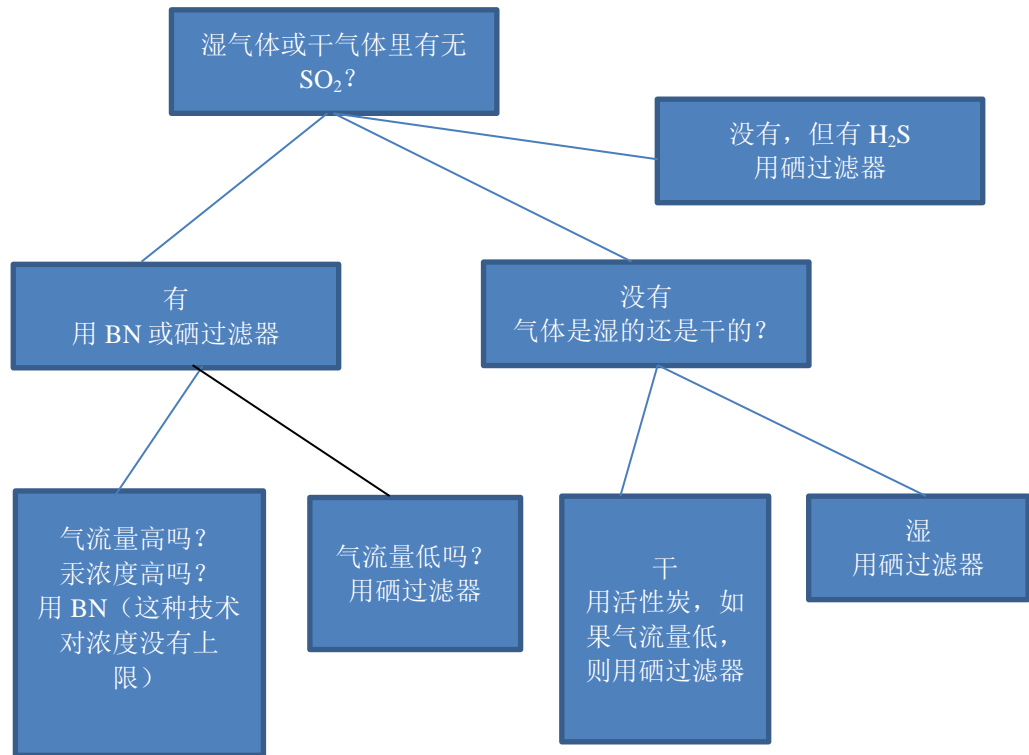 湿气体或干气体里有无
SO₂？
没有，但有 H₂S
用硒过滤器
有
用 BN 或硒过滤器
没有
气体是湿的还是干的？
气流量高吗？
汞浓度高吗？
用 BN（这种技术
对浓度没有上
限）
气流量低吗？
用硒过滤器
干
用活性炭，如
果气流量低，
则用硒过滤器
湿
用硒过滤器